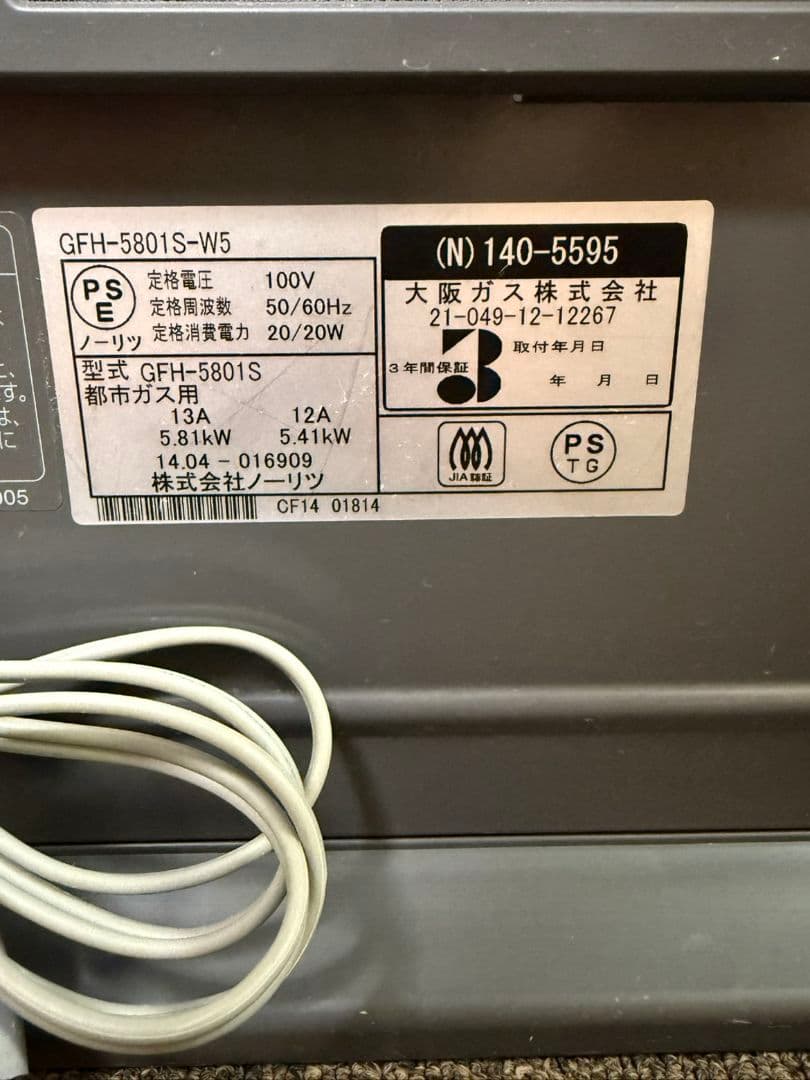 GFH-5801S-W5
PS
E
ノーリツ
定格電圧 100V
定格周波数 50/60Hz
定格消費電力 20/20W
型式 GFH-5801S
都市ガス用
13A 12A
5.81kW 5.41kW
14.04-016909
株式会社ノーリツ
CF14 01814
(N)140-5595
大阪ガス株式会社
21-049-12-12267
3年間保証
3
取付年月日
年 月 日
JIA認証
PS
TG
す。
は、
に
005